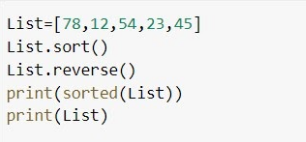 List=[78,12,54,23,45]
List.sort()
List.reverse()
print(sorted(List))
print(List)